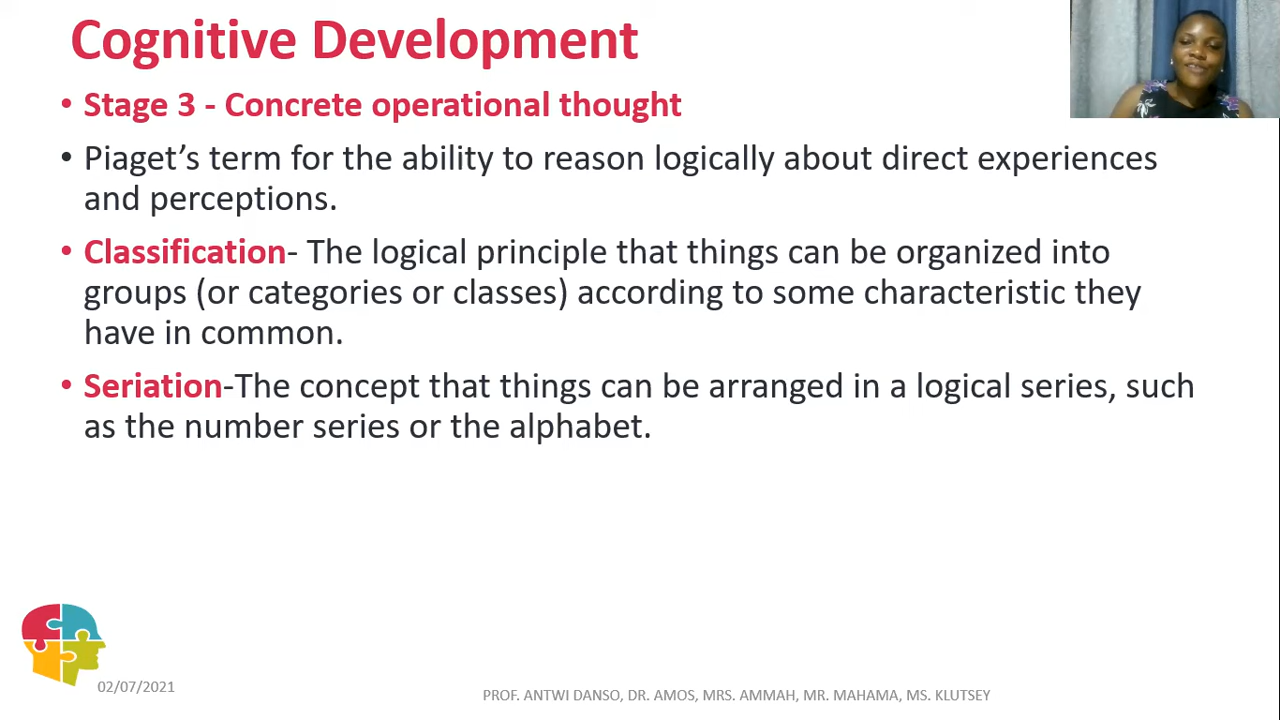 Cognitive Development
• Stage 3 - Concrete operational thought
• Piaget’s term for the ability to reason logically about direct experiences
and perceptions.
• Classification- The logical principle that things can be organized into
groups (or categories or classes) according to some characteristic they
have in common.
• Seriation-The concept that things can be arranged in a logical series, such
as the number series or the alphabet.
02/07/2021
PROF. ANTWI DANSO, DR. AMOS, MRS. AMMAH, MR. MAHAMA, MS. KLUTSEY